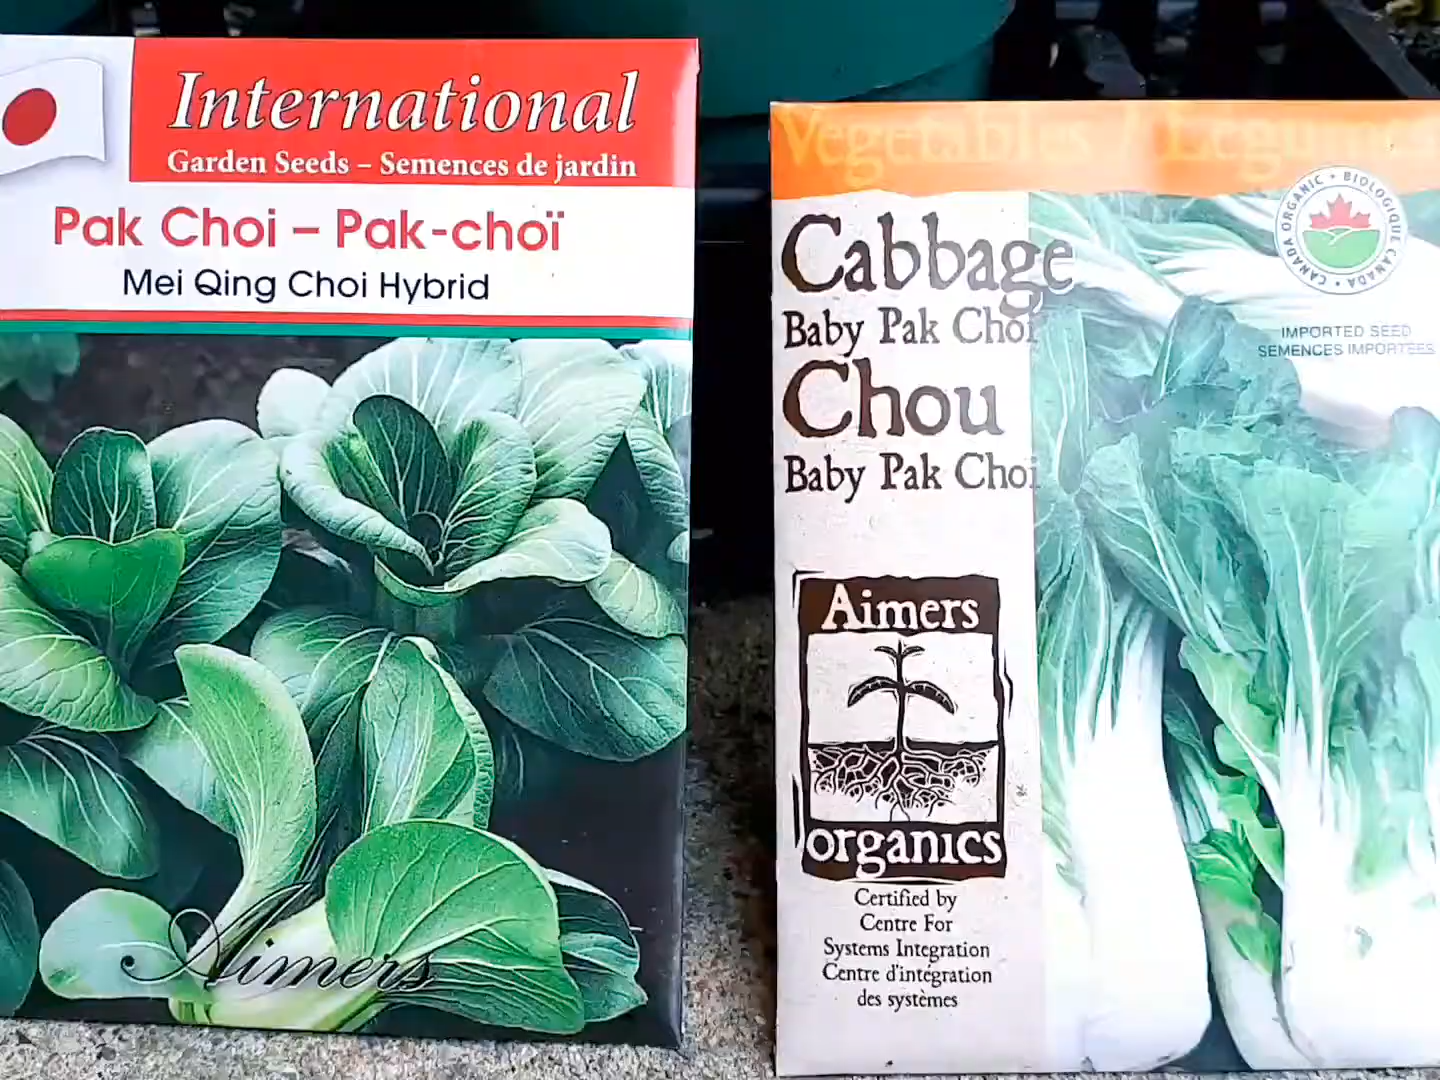 International
Garden Seeds – Semences de jardin
Pak Choi – Pak-choï
Mei Qing Choi Hybrid
Aimers
Vegetables / Légumes
Cabbage
Baby Pak Choi
Chou
Baby Pak Choi
CANADA ORGANIC • BIOLOGIQUE CANADA •
IMPORTED SEED
SEMENCES IMPORTÉES
Aimers
organics
Certified by
Centre For
Systems Integration
Centre d'intégration
des systèmes